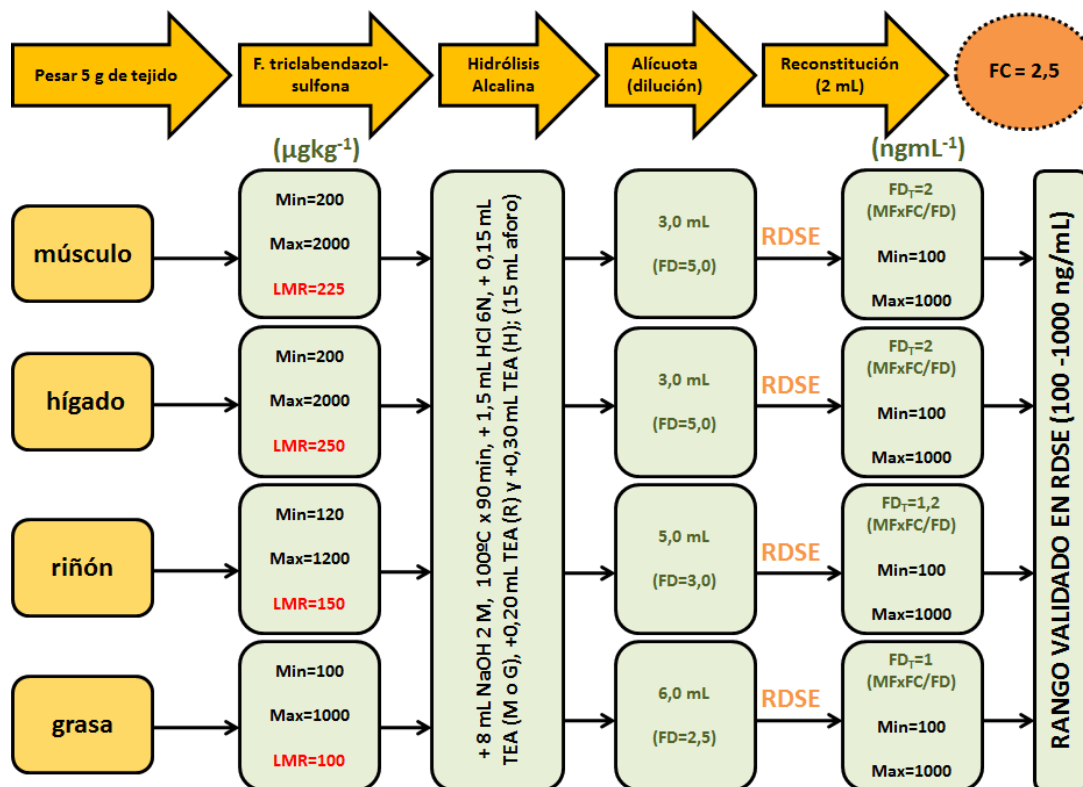 Pesar 5 g de tejido
F. triclabendazol-
sulfona
Hidrólisis
Alcalina
Alícuota
(dilución)
Reconstitución
(2 mL)
FC = 2,5
(µgkg⁻¹)
(ngmL⁻¹)
músculo
Min=200
Max=2000
LMR=225
3,0 mL
(FD=5,0)
RDSE
FD_T=2
(MFxFC/FD)
Min=100
Max=1000
hígado
Min=200
Max=2000
LMR=250
3,0 mL
(FD=5,0)
RDSE
FD_T=2
(MFxFC/FD)
Min=100
Max=1000
riñón
Min=120
Max=1200
LMR=150
5,0 mL
(FD=3,0)
RDSE
FD_T=1,2
(MFxFC/FD)
Min=100
Max=1000
grasa
Min=100
Max=1000
LMR=100
6,0 mL
(FD=2,5)
RDSE
FD_T=1
(MFxFC/FD)
Min=100
Max=1000
+ 8 mL NaOH 2 M, 100ºC x 90 min, + 1,5 mL HCl 6N, + 0,15 mL
TEA (M o G), +0,20 mL TEA (R) y +0,30 mL TEA (H); (15 mL aforo)
RANGO VALIDADO EN RDSE (100 -1000 ng/mL)